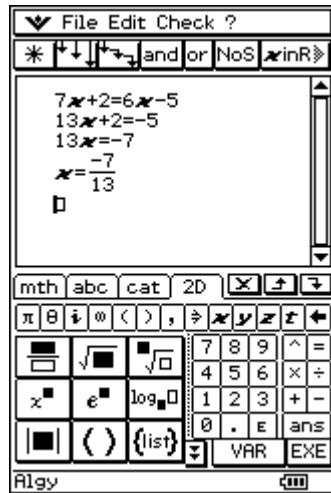 File Edit Check ?
and or NoS xinR
7x+2=6x-5
13x+2=-5
13x=-7
x=-7/13
mth abc cat 2D
π θ i ∞ ( ) , ⇒ x y z t ←
√■ ■√□ 7 8 9 ^ =
4 5 6 × ÷
x■ e■ log■□ 1 2 3 + -
0 . E ans
|■| ( ) {list} VAR EXE
Algy